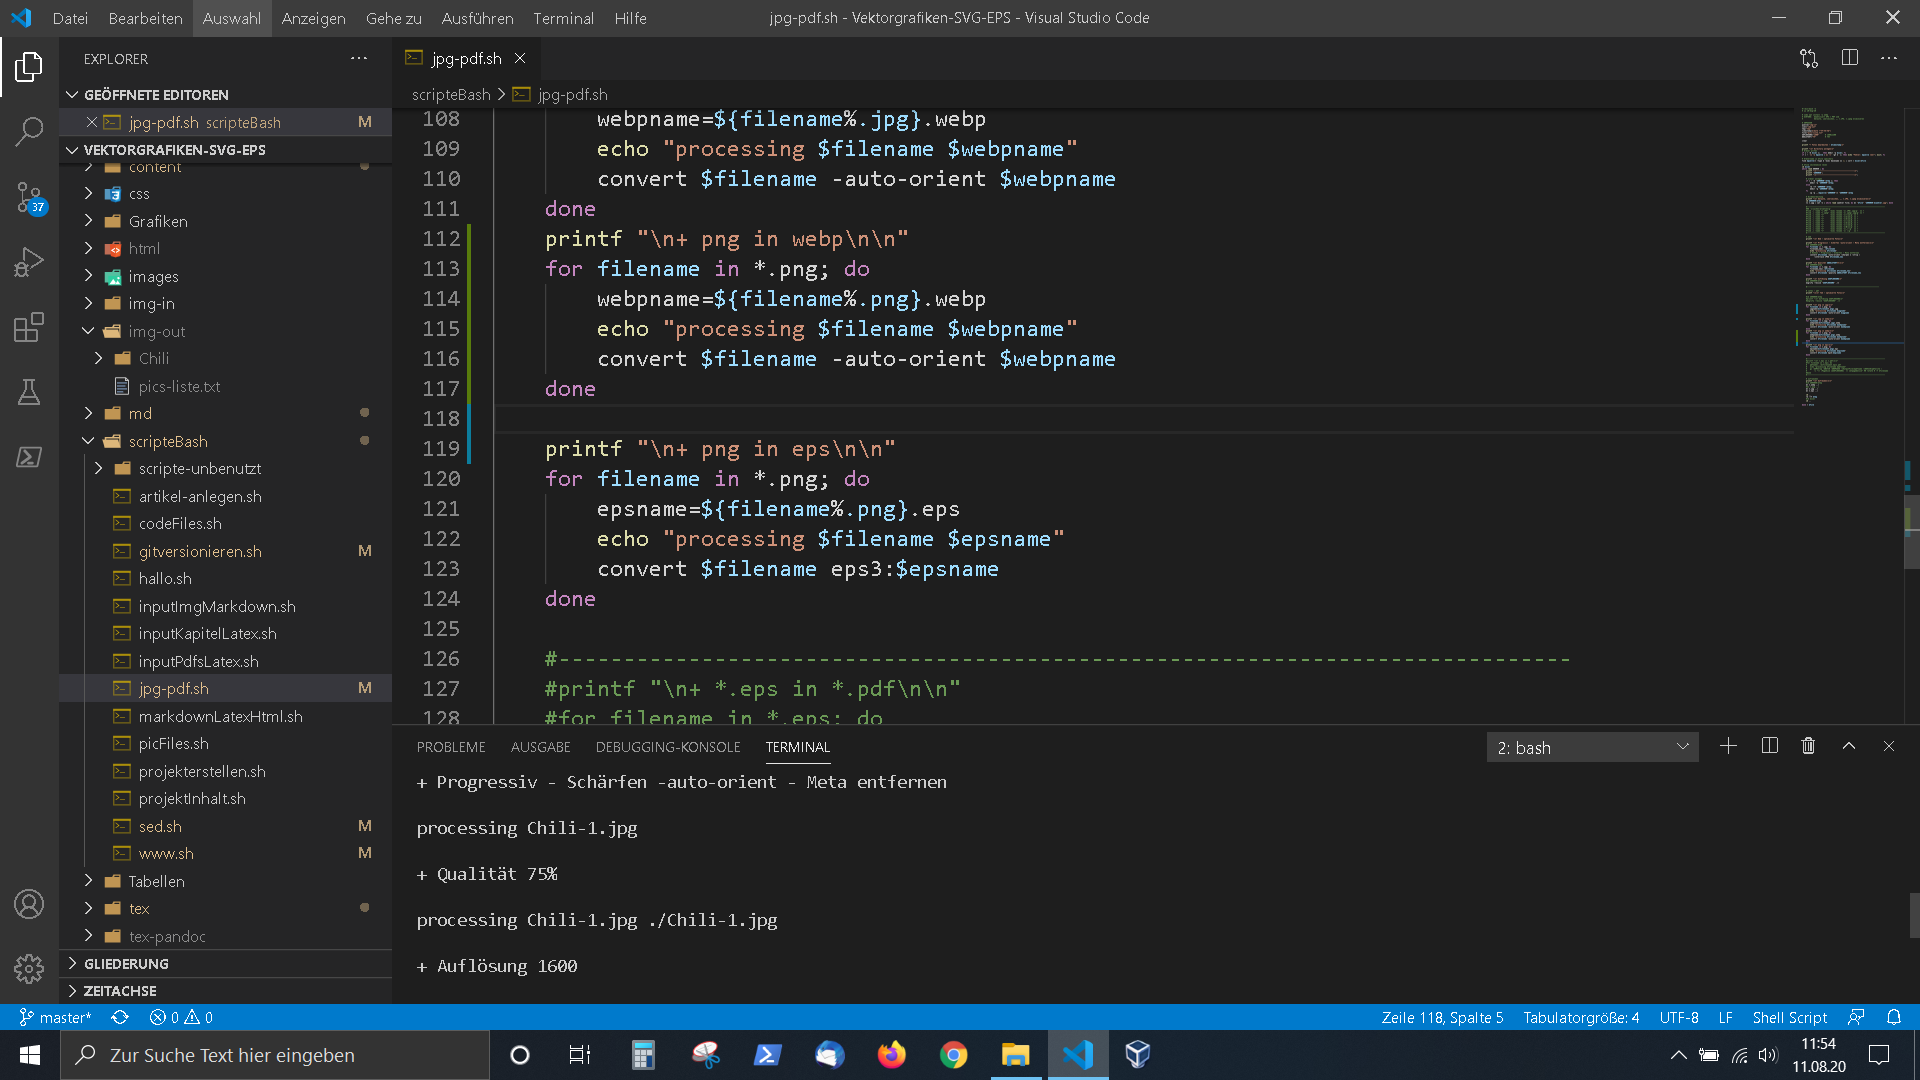 Datei Bearbeiten Auswahl Anzeigen Gehe zu Ausführen Terminal Hilfe
jpg-pdf.sh - Vektorgrafiken-SVG-EPS - Visual Studio Code
EXPLORER
GEÖFFNETE EDITOREN
jpg-pdf.sh scripteBash M
VEKTORGRAFIKEN-SVG-EPS
content
css
Grafiken
html
images
img-in
img-out
Chili
pics-liste.txt
md
scripteBash
scripte-unbenutzt
artikel-anlegen.sh
codeFiles.sh
gitversionieren.sh M
hallo.sh
inputImgMarkdown.sh
inputKapitelLatex.sh
inputPdfsLatex.sh
jpg-pdf.sh M
markdownLatexHtml.sh
picFiles.sh
projekterstellen.sh
projektInhalt.sh
sed.sh M
www.sh M
Tabellen
tex
tex-pandoc
GLIEDERUNG
ZEITACHSE
37
jpg-pdf.sh
scripteBash > jpg-pdf.sh
108 webpname=${filename%.jpg}.webp
109 echo "processing $filename $webpname"
110 convert $filename -auto-orient $webpname
111 done
112 printf "\n+ png in webp\n\n"
113 for filename in *.png; do
114 webpname=${filename%.png}.webp
115 echo "processing $filename $webpname"
116 convert $filename -auto-orient $webpname
117 done
118
119 printf "\n+ png in eps\n\n"
120 for filename in *.png; do
121 epsname=${filename%.png}.eps
122 echo "processing $filename $epsname"
123 convert $filename eps3:$epsname
124 done
125
126 #------------------------------------------------------------------------------
127 #printf "\n+ *.eps in *.pdf\n\n"
128 #for filename in *.eps; do
PROBLEME AUSGABE DEBUGGING-KONSOLE TERMINAL
2: bash
+ Progressiv - Schärfen -auto-orient - Meta entfernen
processing Chili-1.jpg
+ Qualität 75%
processing Chili-1.jpg ./Chili-1.jpg
+ Auflösung 1600
master* 0 0
Zeile 118, Spalte 5 Tabulatorgröße: 4 UTF-8 LF Shell Script
Zur Suche Text hier eingeben
11:54
11.08.20